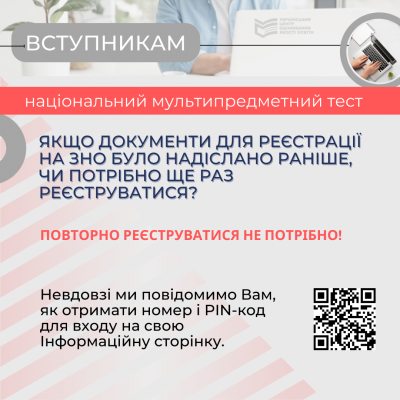 ВСТУПНИКАМ
національний мультипредметний тест
ЯКЩО ДОКУМЕНТИ ДЛЯ РЕЄСТРАЦІЇ
НА ЗНО БУЛО НАДІСЛАНО РАНІШЕ,
ЧИ ПОТРІБНО ЩЕ РАЗ
РЕЄСТРУВАТИСЯ?
ПОВТОРНО РЕЄСТРУВАТИСЯ НЕ ПОТРІБНО!
Невдовзі ми повідомимо Вам,
як отримати номер і PIN-код
для входу на свою
Інформаційну сторінку.